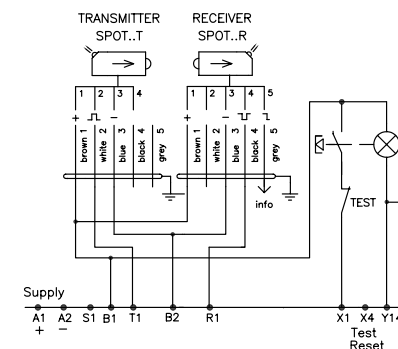 TRANSMITTER
SPOT..T
RECEIVER
SPOT..R
1 2 3 4
1 2 3 4 5
+ −
+ −
brown 1
white 2
blue 3
black 4
grey 5
brown 1
white 2
blue 3
black 4
grey 5
info
TEST
Supply
A1 A2 S1 B1 T1 B2 R1 X1 X4 Y14
+ −
Test
Reset